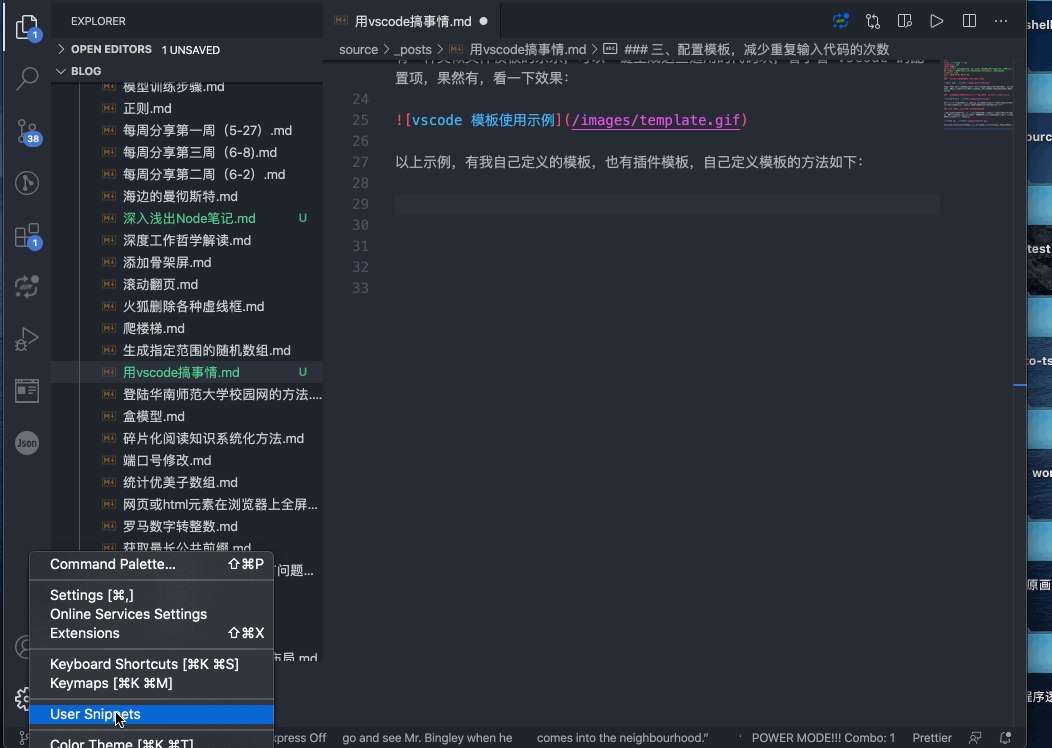 EXPLORER
OPEN EDITORS 1 UNSAVED
BLOG
模型训练步骤.md
正则.md
每周分享第一周（5-27）.md
每周分享第三周（6-8).md
每周分享第二周（6-2）.md
海边的曼彻斯特.md
深入浅出Node笔记.md U
深度工作哲学解读.md
添加骨架屏.md
滚动翻页.md
火狐删除各种虚线框.md
爬楼梯.md
生成指定范围的随机数组.md
用vscode搞事情.md U
登陆华南师范大学校园网的方法....
盒模型.md
碎片化阅读知识系统化方法.md
端口号修改.md
统计优美子数组.md
网页或html元素在浏览器上全屏...
罗马数字转整数.md
获取最长公共前缀.md
问题...
布局.md
1
38
1
Json
Command Palette... ⇧⌘P
Settings [⌘,]
Online Services Settings
Extensions ⇧⌘X
Keyboard Shortcuts [⌘K ⌘S]
Keymaps [⌘K ⌘M]
User Snippets
Color Theme [⌘K ⌘T]
用vscode搞事情.md
source > _posts > 用vscode搞事情.md > ### 三、配置模板，减少重复输入代码的次数
置项，果然有，看一下效果：
24
25 ![vscode 模板使用示例](/images/template.gif)
26
27 以上示例，有我自己定义的模板，也有插件模板，自己定义模板的方法如下：
28
29
30
31
32
33
xpress Off go and see Mr. Bingley when he comes into the neighbourhood.” POWER MODE!!! Combo: 1 Prettier
shell
ourc
test
to-ts
wor
原画